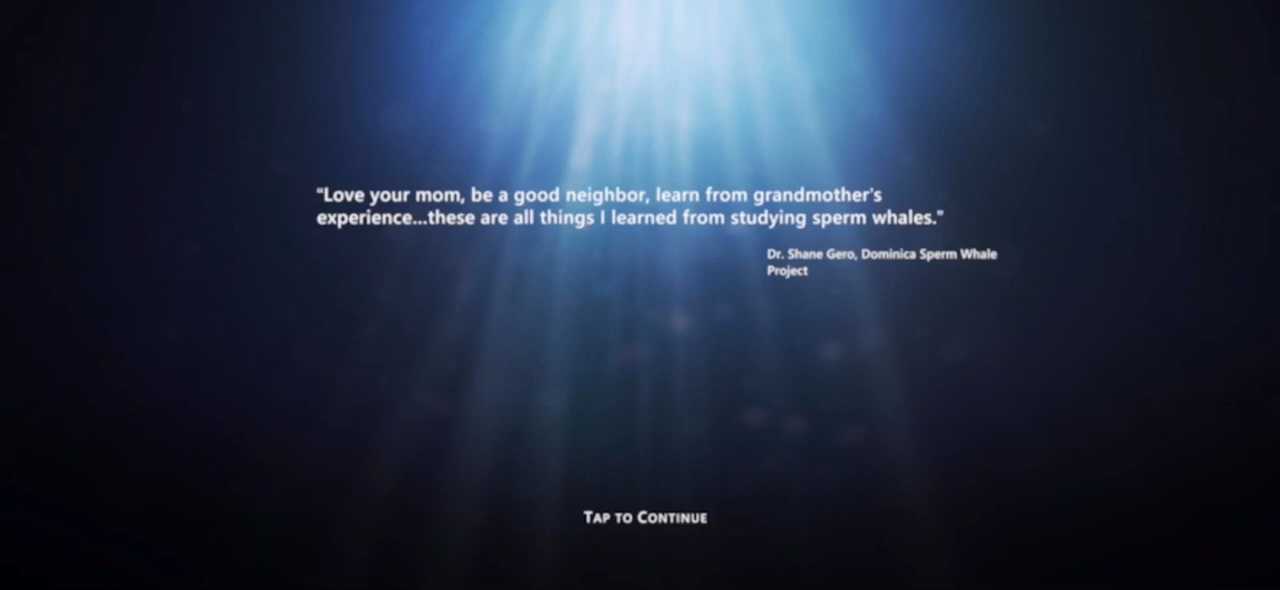 "Love your mom, be a good neighbor, learn from grandmother's
experience...these are all things I learned from studying sperm whales."
Dr. Shane Gero, Dominica Sperm Whale
Project
Tap to Continue